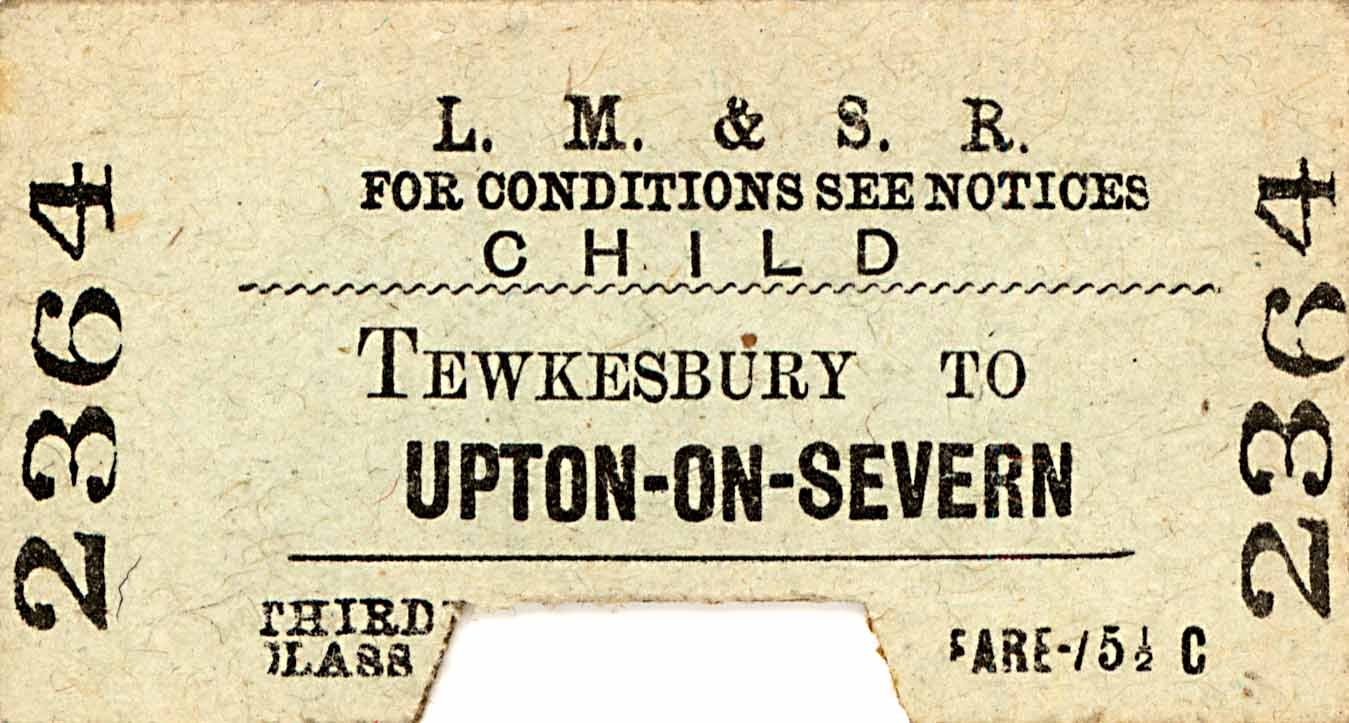 L. M. & S. R.
FOR CONDITIONS SEE NOTICES
CHILD
TEWKESBURY TO
UPTON-ON-SEVERN
THIRD
CLASS
FARE -/5½ C
2364
2364